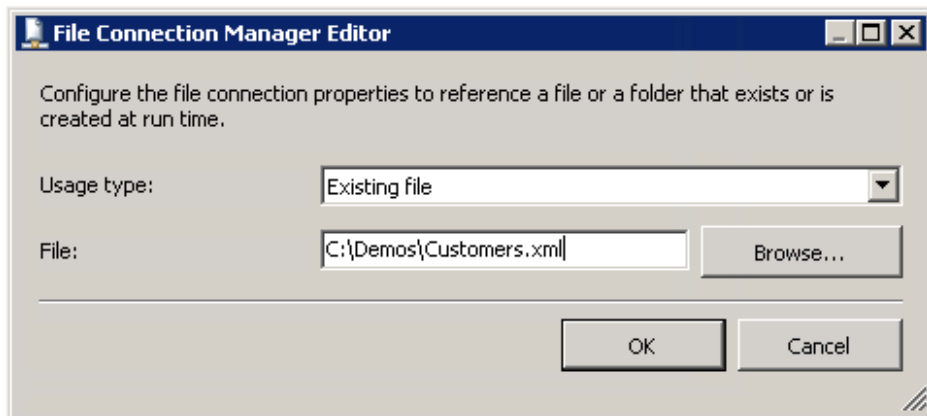 File Connection Manager Editor
Configure the file connection properties to reference a file or a folder that exists or is
created at run time.
Usage type:
Existing file
File:
C:\Demos\Customers.xml
Browse...
OK
Cancel